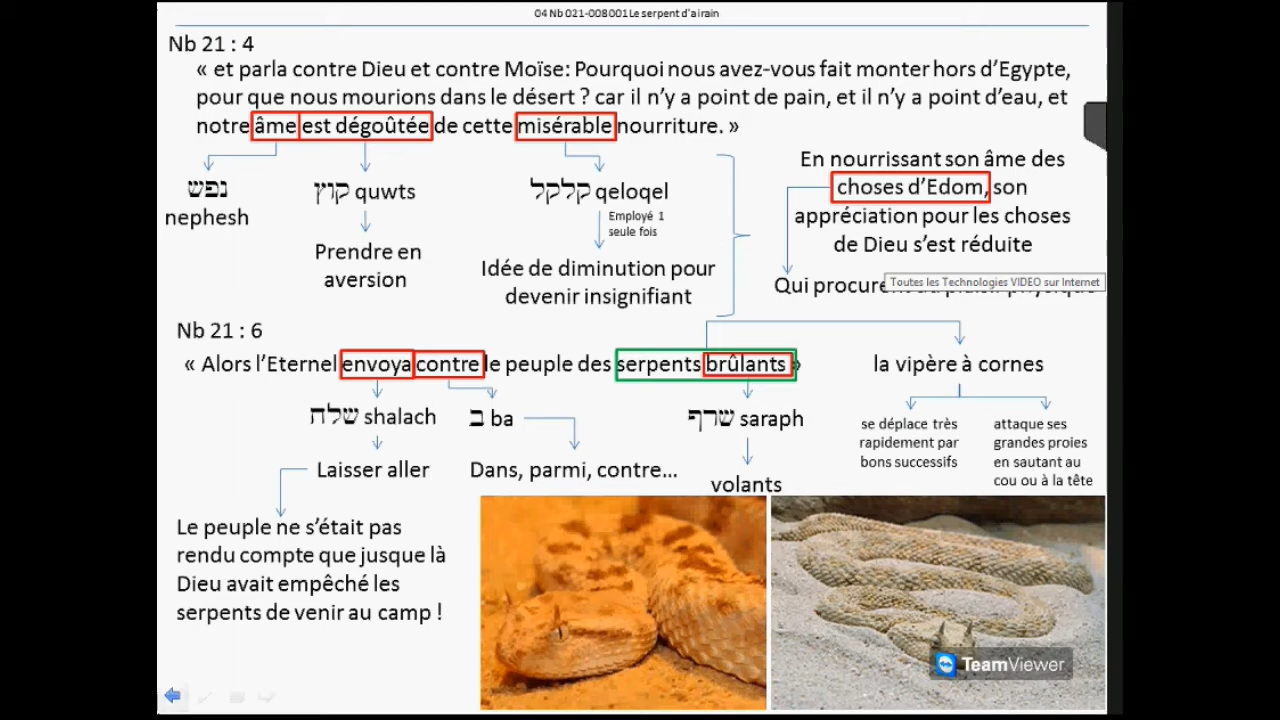 04 Nb 021-008001Le serpent d'airain
Nb 21 : 4
« et parla contre Dieu et contre Moïse: Pourquoi nous avez-vous fait monter hors d'Egypte,
pour que nous mourions dans le désert ? car il n'y a point de pain, et il n'y a point d'eau, et
notre âme est dégoûtée de cette misérable nourriture. »
נפש
nephesh
קוץ quwts
Prendre en
aversion
קלקל qeloqel
Employé 1
seule fois
Idée de diminution pour
devenir insignifiant
En nourrissant son âme des
choses d'Edom, son
appréciation pour les choses
de Dieu s'est réduite
Qui procurent
Toutes les Technologies VIDEO sur Internet
Nb 21 : 6
« Alors l'Eternel envoya contre le peuple des serpents brûlants »
שלח shalach
Laisser aller
Le peuple ne s'était pas
rendu compte que jusque là
Dieu avait empêché les
serpents de venir au camp !
ב ba
Dans, parmi, contre...
שרף saraph
volants
la vipère à cornes
se déplace très
rapidement par
bons successifs
attaque ses
grandes proies
en sautant au
cou ou à la tête
TeamViewer